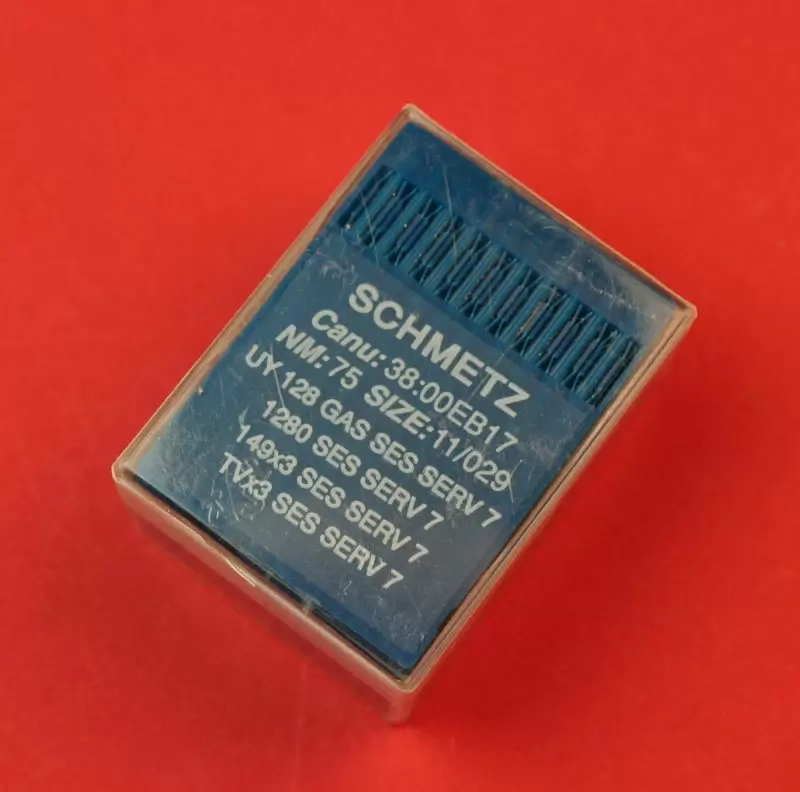 SCHMETZ
Canu: 38:00EB17
NM: 75 SIZE: 11/029
UY 128 GAS SES SERV 7
1280 SES SERV 7
149x3 SES SERV 7
TVx3 SES SERV 7